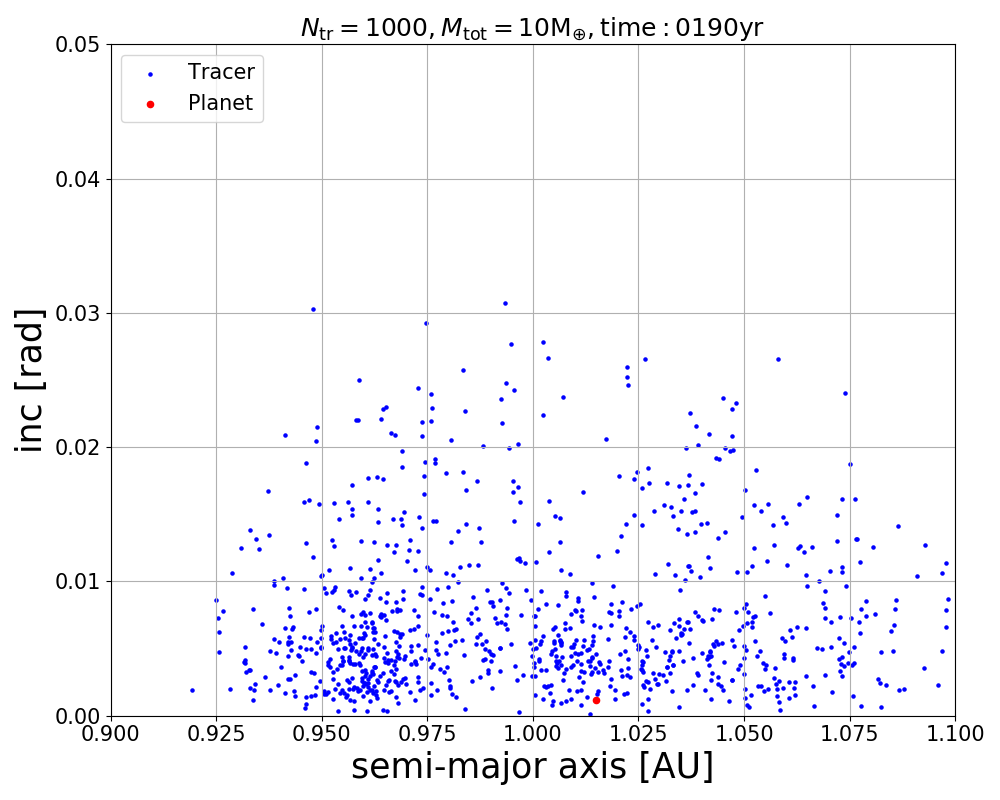 N_tr = 1000, M_tot = 10M_⊕, time : 0190yr
Tracer
Planet
0.05
0.04
0.03
0.02
0.01
0.00
inc [rad]
0.900 0.925 0.950 0.975 1.000 1.025 1.050 1.075 1.100
semi-major axis [AU]